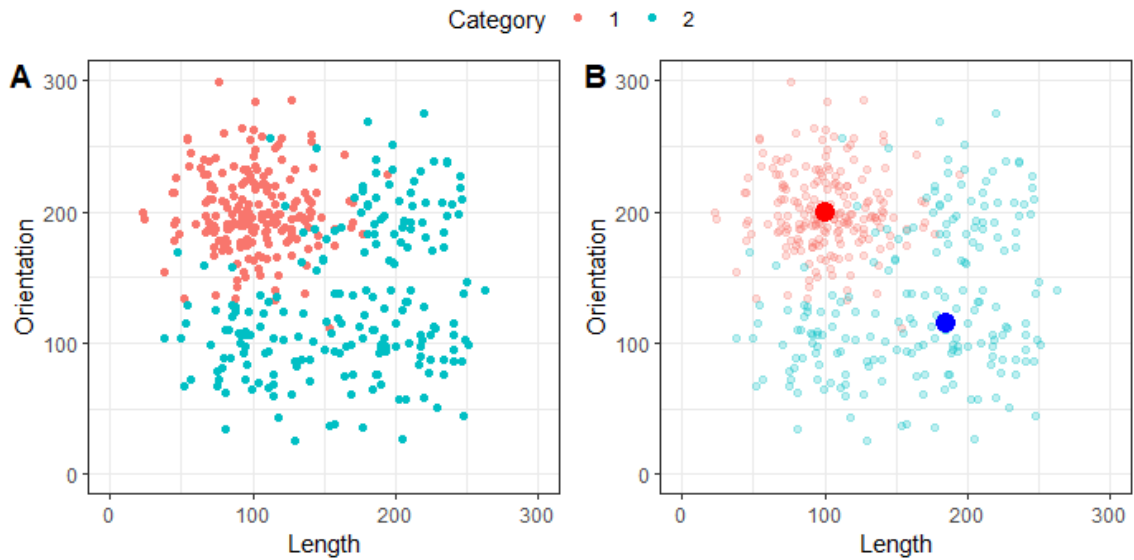 Category 1 2
A B
300 300
200 200
100 100
0 0
Orientation Orientation
0 100 200 300 0 100 200 300
Length Length